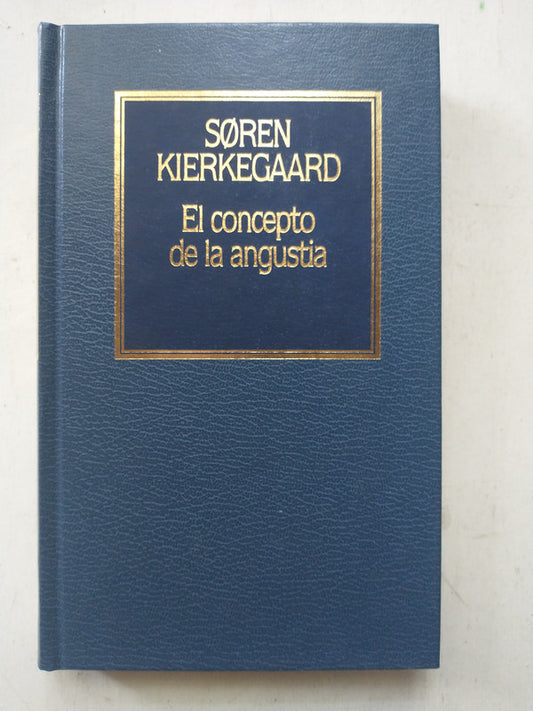 SØREN
KIERKEGAARD
El concepto
de la angustia